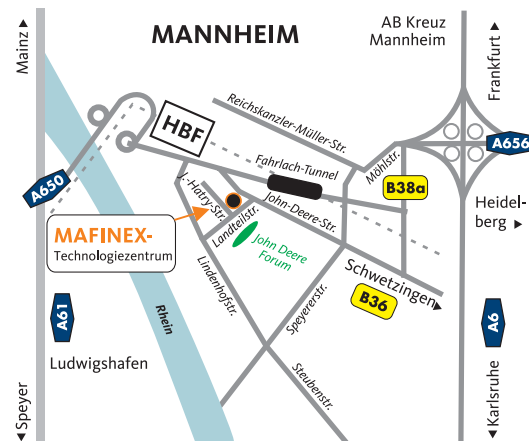 MANNHEIM
AB Kreuz
Mannheim
Mainz
Frankfurt
Reichskanzler-Müller-Str.
HBF
A656
Möhlstr.
Fahrlach-Tunnel
A650
J.-Hatry-Str.
B38a
John-Deere-Str.
Heidel-
berg
MAFINEX-
Technologiezentrum
Landteilstr.
John Deere
Forum
Schwetzingen
Lindenhofstr.
B36
A61
Rhein
Speyererstr.
A6
Ludwigshafen
Steubenstr.
Speyer
Karlsruhe